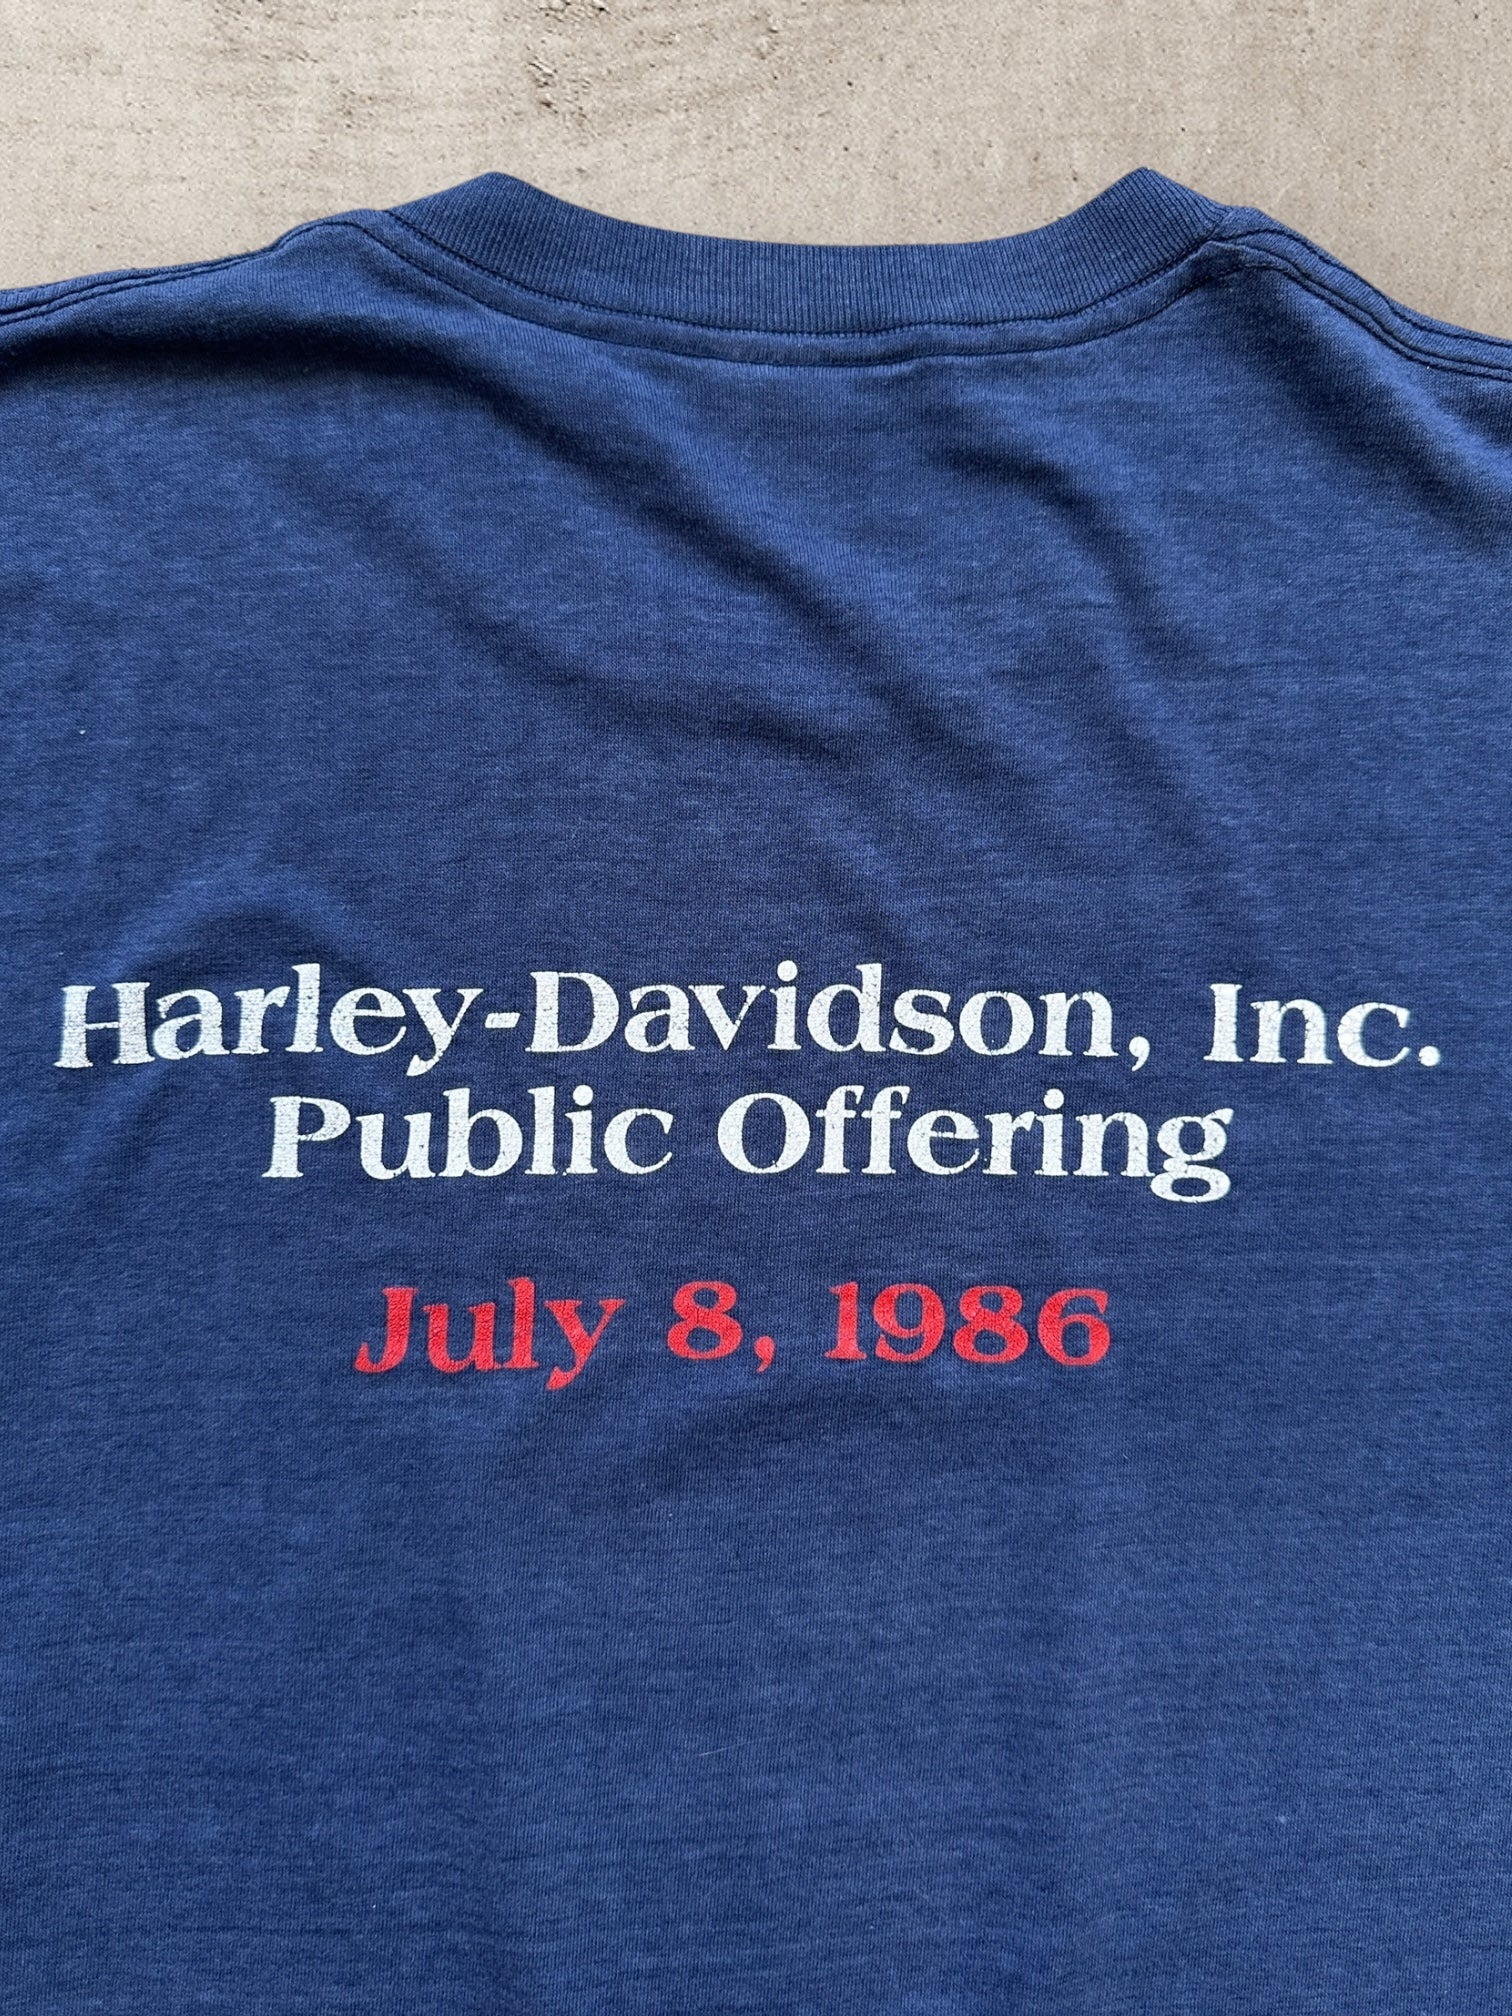 Harley-Davidson, Inc.
Public Offering
July 8, 1986